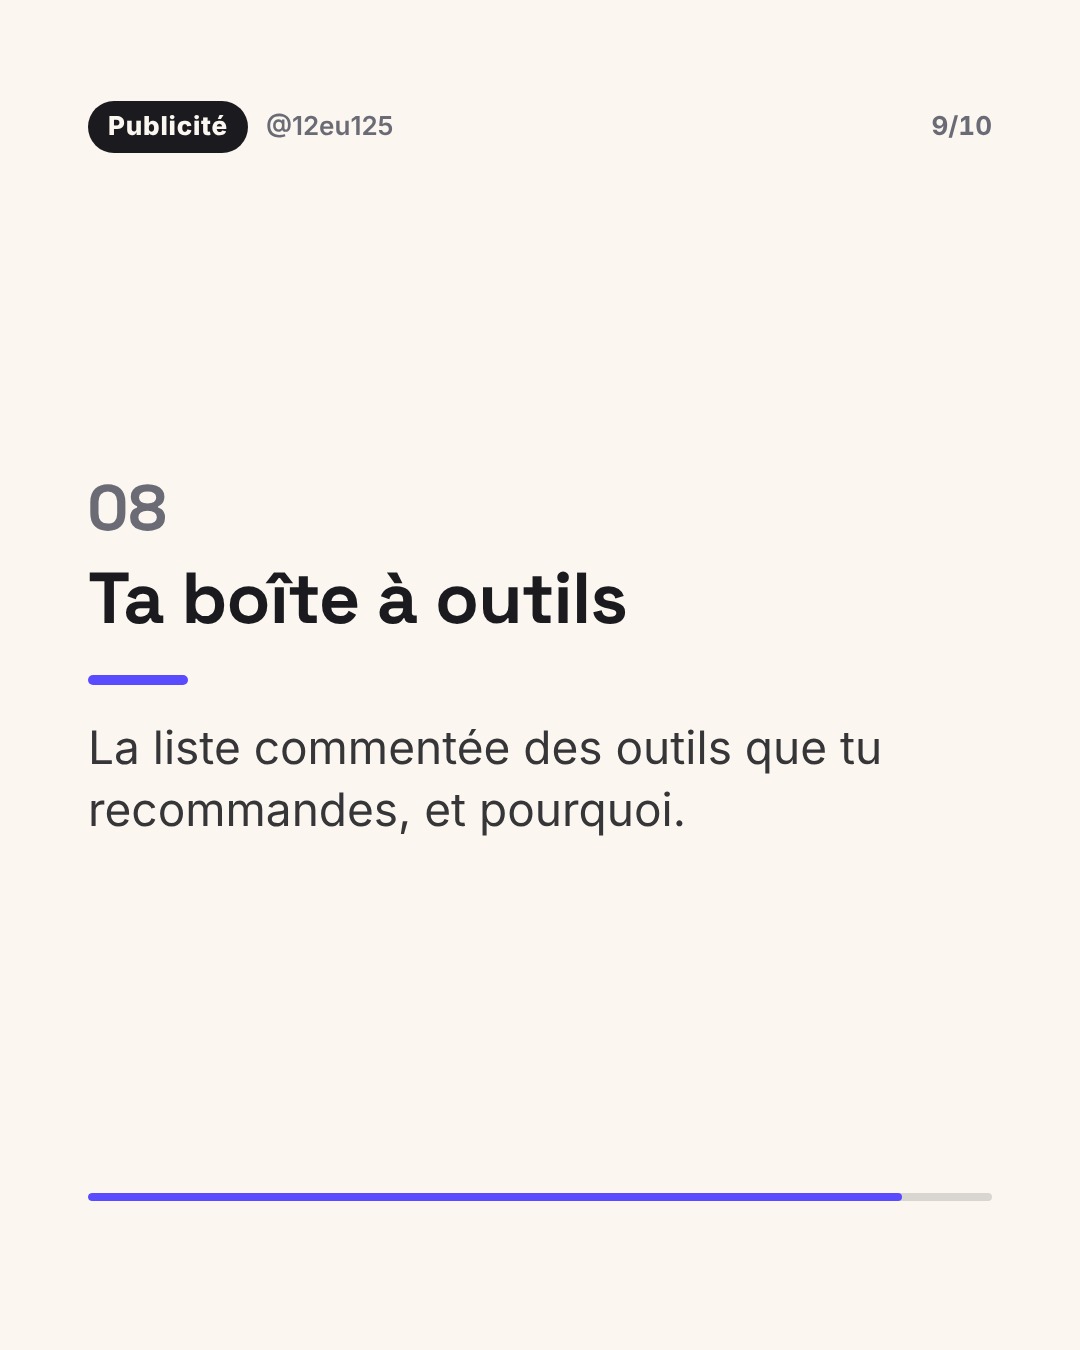 Publicité @12eu125 9/10
08
Ta boîte à outils
La liste commentée des outils que tu
recommandes, et pourquoi.